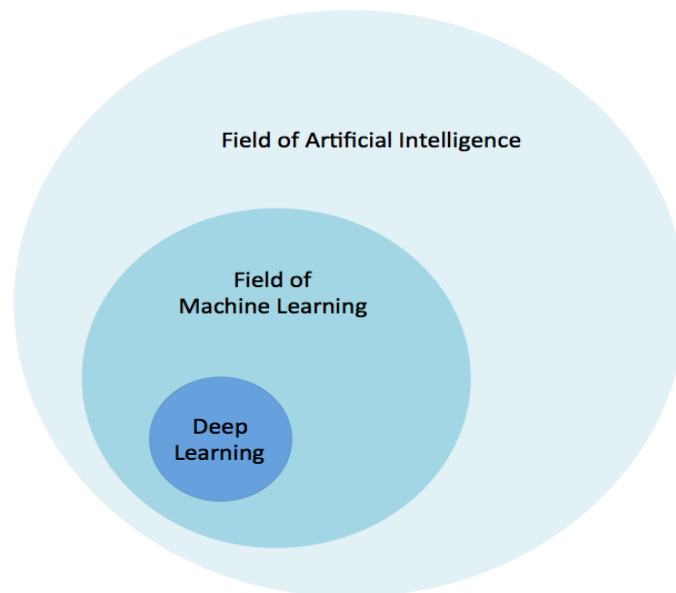 Field of Artificial Intelligence
Field of
Machine Learning
Deep
Learning